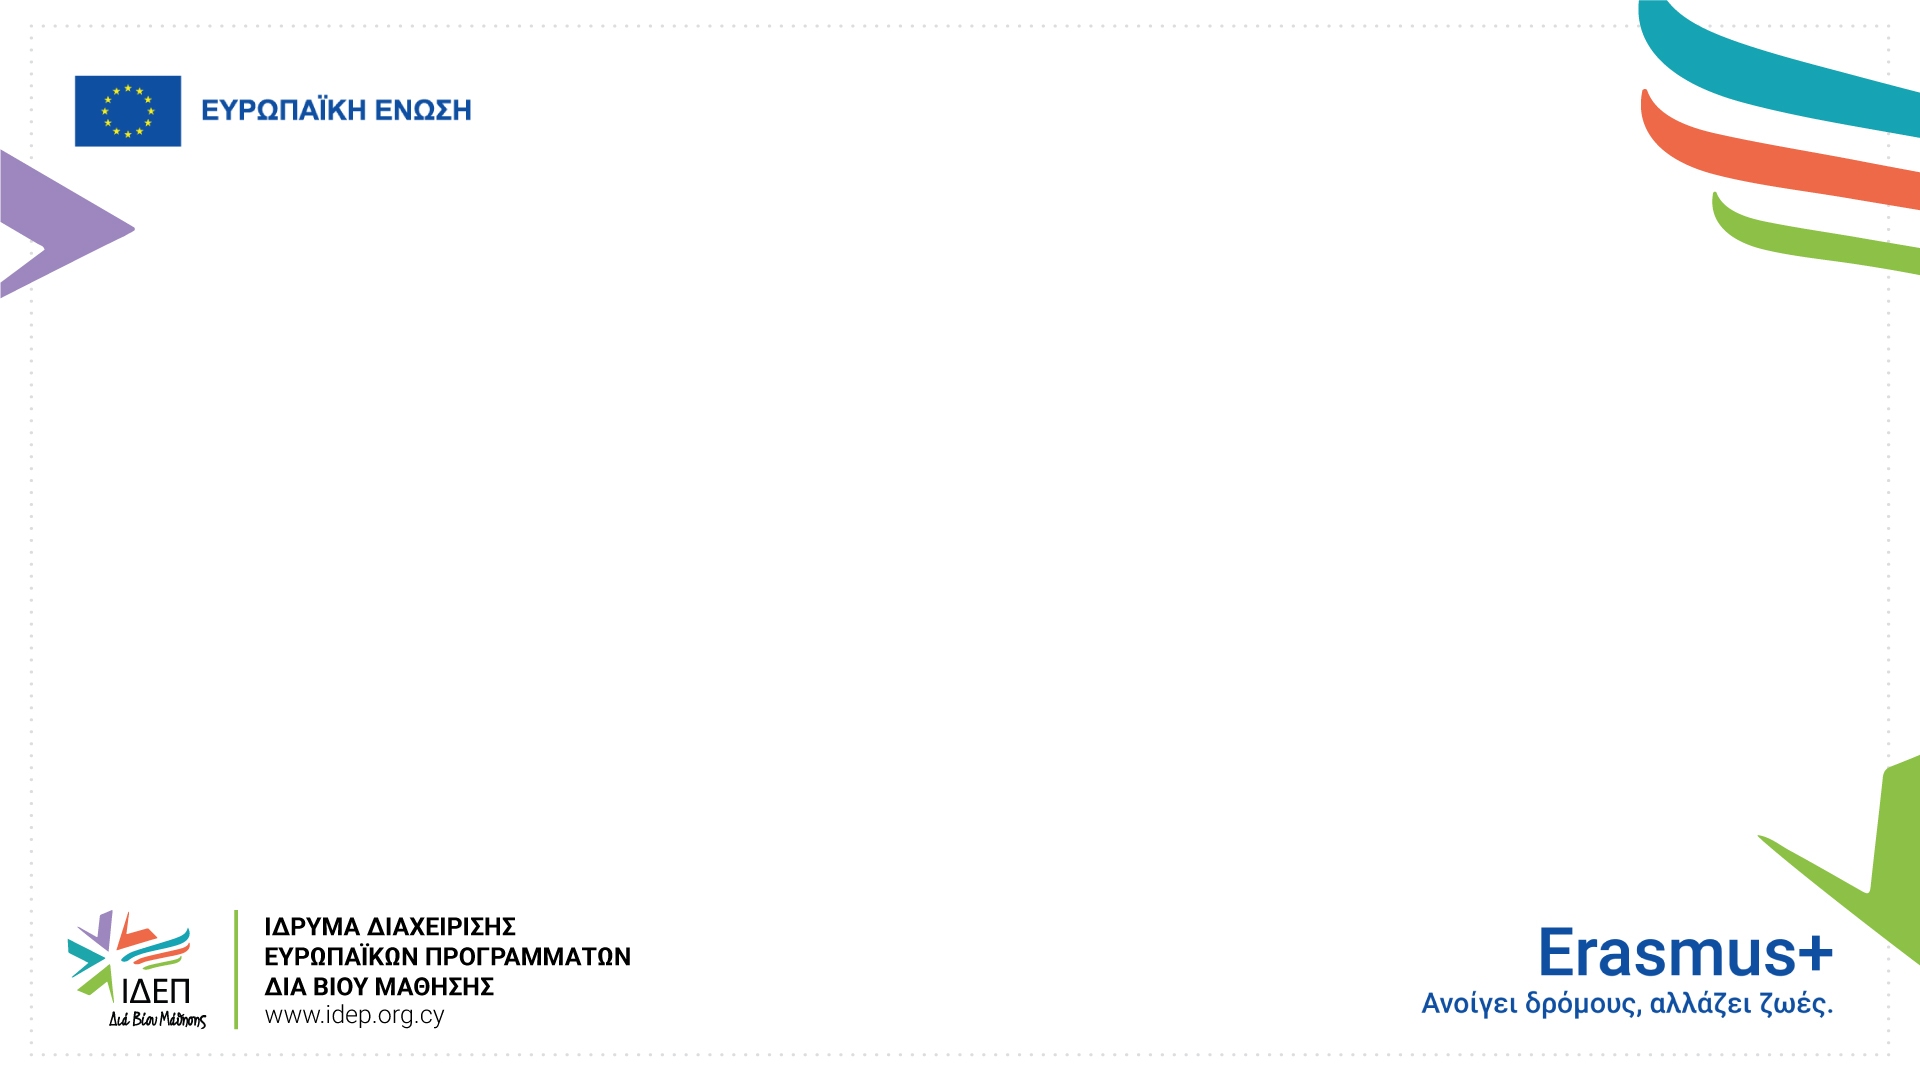 ΕΥΡΩΠΑΪΚΗ ΕΝΩΣΗ
ΙΔΕΠ
Διά Βίου Μάθησης
ΙΔΡΥΜΑ ΔΙΑΧΕΙΡΙΣΗΣ
ΕΥΡΩΠΑΪΚΩΝ ΠΡΟΓΡΑΜΜΑΤΩΝ
ΔΙΑ ΒΙΟΥ ΜΑΘΗΣΗΣ
www.idep.org.cy
Erasmus+
Ανοίγει δρόμους, αλλάζει ζωές.